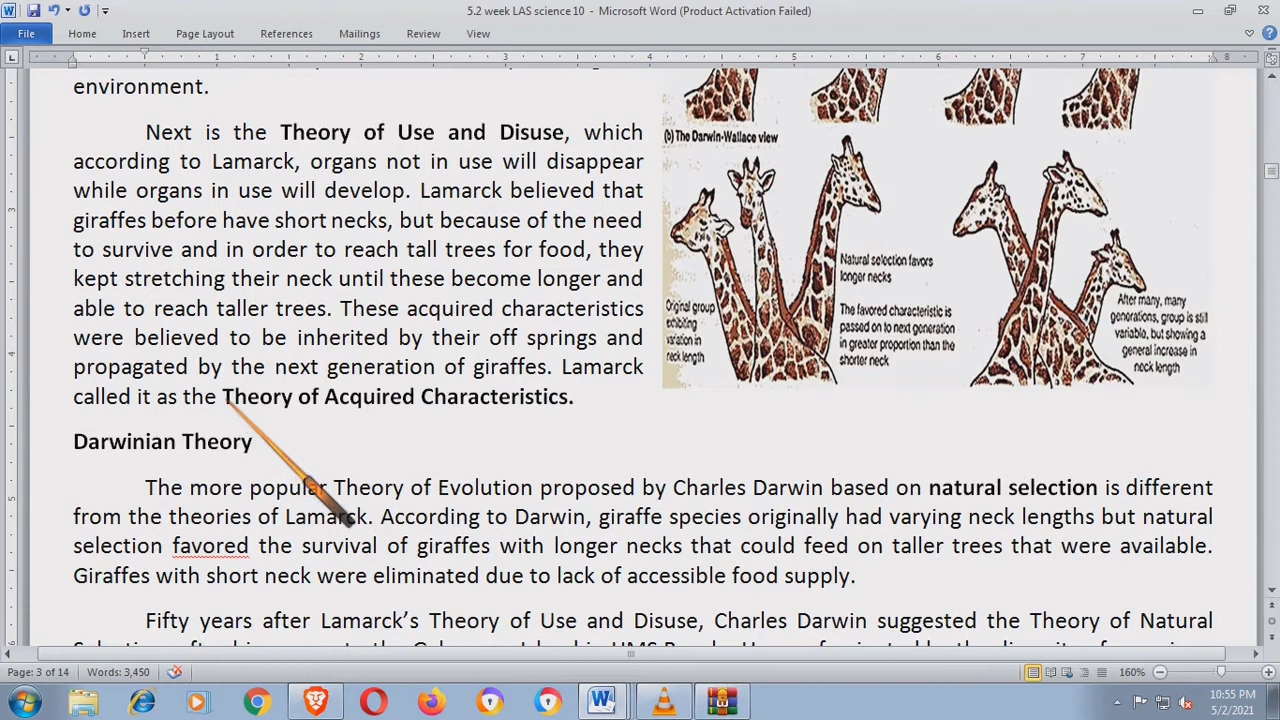 5.2 week LAS science 10 - Microsoft Word (Product Activation Failed)
File Home Insert Page Layout References Mailings Review View
1 2 3 4 5 6 7 8
environment.
Next is the Theory of Use and Disuse, which
according to Lamarck, organs not in use will disappear
while organs in use will develop. Lamarck believed that
giraffes before have short necks, but because of the need
to survive and in order to reach tall trees for food, they
kept stretching their neck until these become longer and
able to reach taller trees. These acquired characteristics
were believed to be inherited by their off springs and
propagated by the next generation of giraffes. Lamarck
called it as the Theory of Acquired Characteristics.
(b) The Darwin-Wallace view
Original group
exhibiting
variation in
neck length
Natural selection favors
longer necks
The favored characteristic is
passed on to next generation
in greater proportion than the
shorter neck
After many, many
generations, group is still
variable, but showing a
general increase in
neck length
Darwinian Theory
The more popular Theory of Evolution proposed by Charles Darwin based on natural selection is different
from the theories of Lamarck. According to Darwin, giraffe species originally had varying neck lengths but natural
selection favored the survival of giraffes with longer necks that could feed on taller trees that were available.
Giraffes with short neck were eliminated due to lack of accessible food supply.
Fifty years after Lamarck’s Theory of Use and Disuse, Charles Darwin suggested the Theory of Natural
Page: 3 of 14 Words: 3,450 160%
10:55 PM
5/2/2021